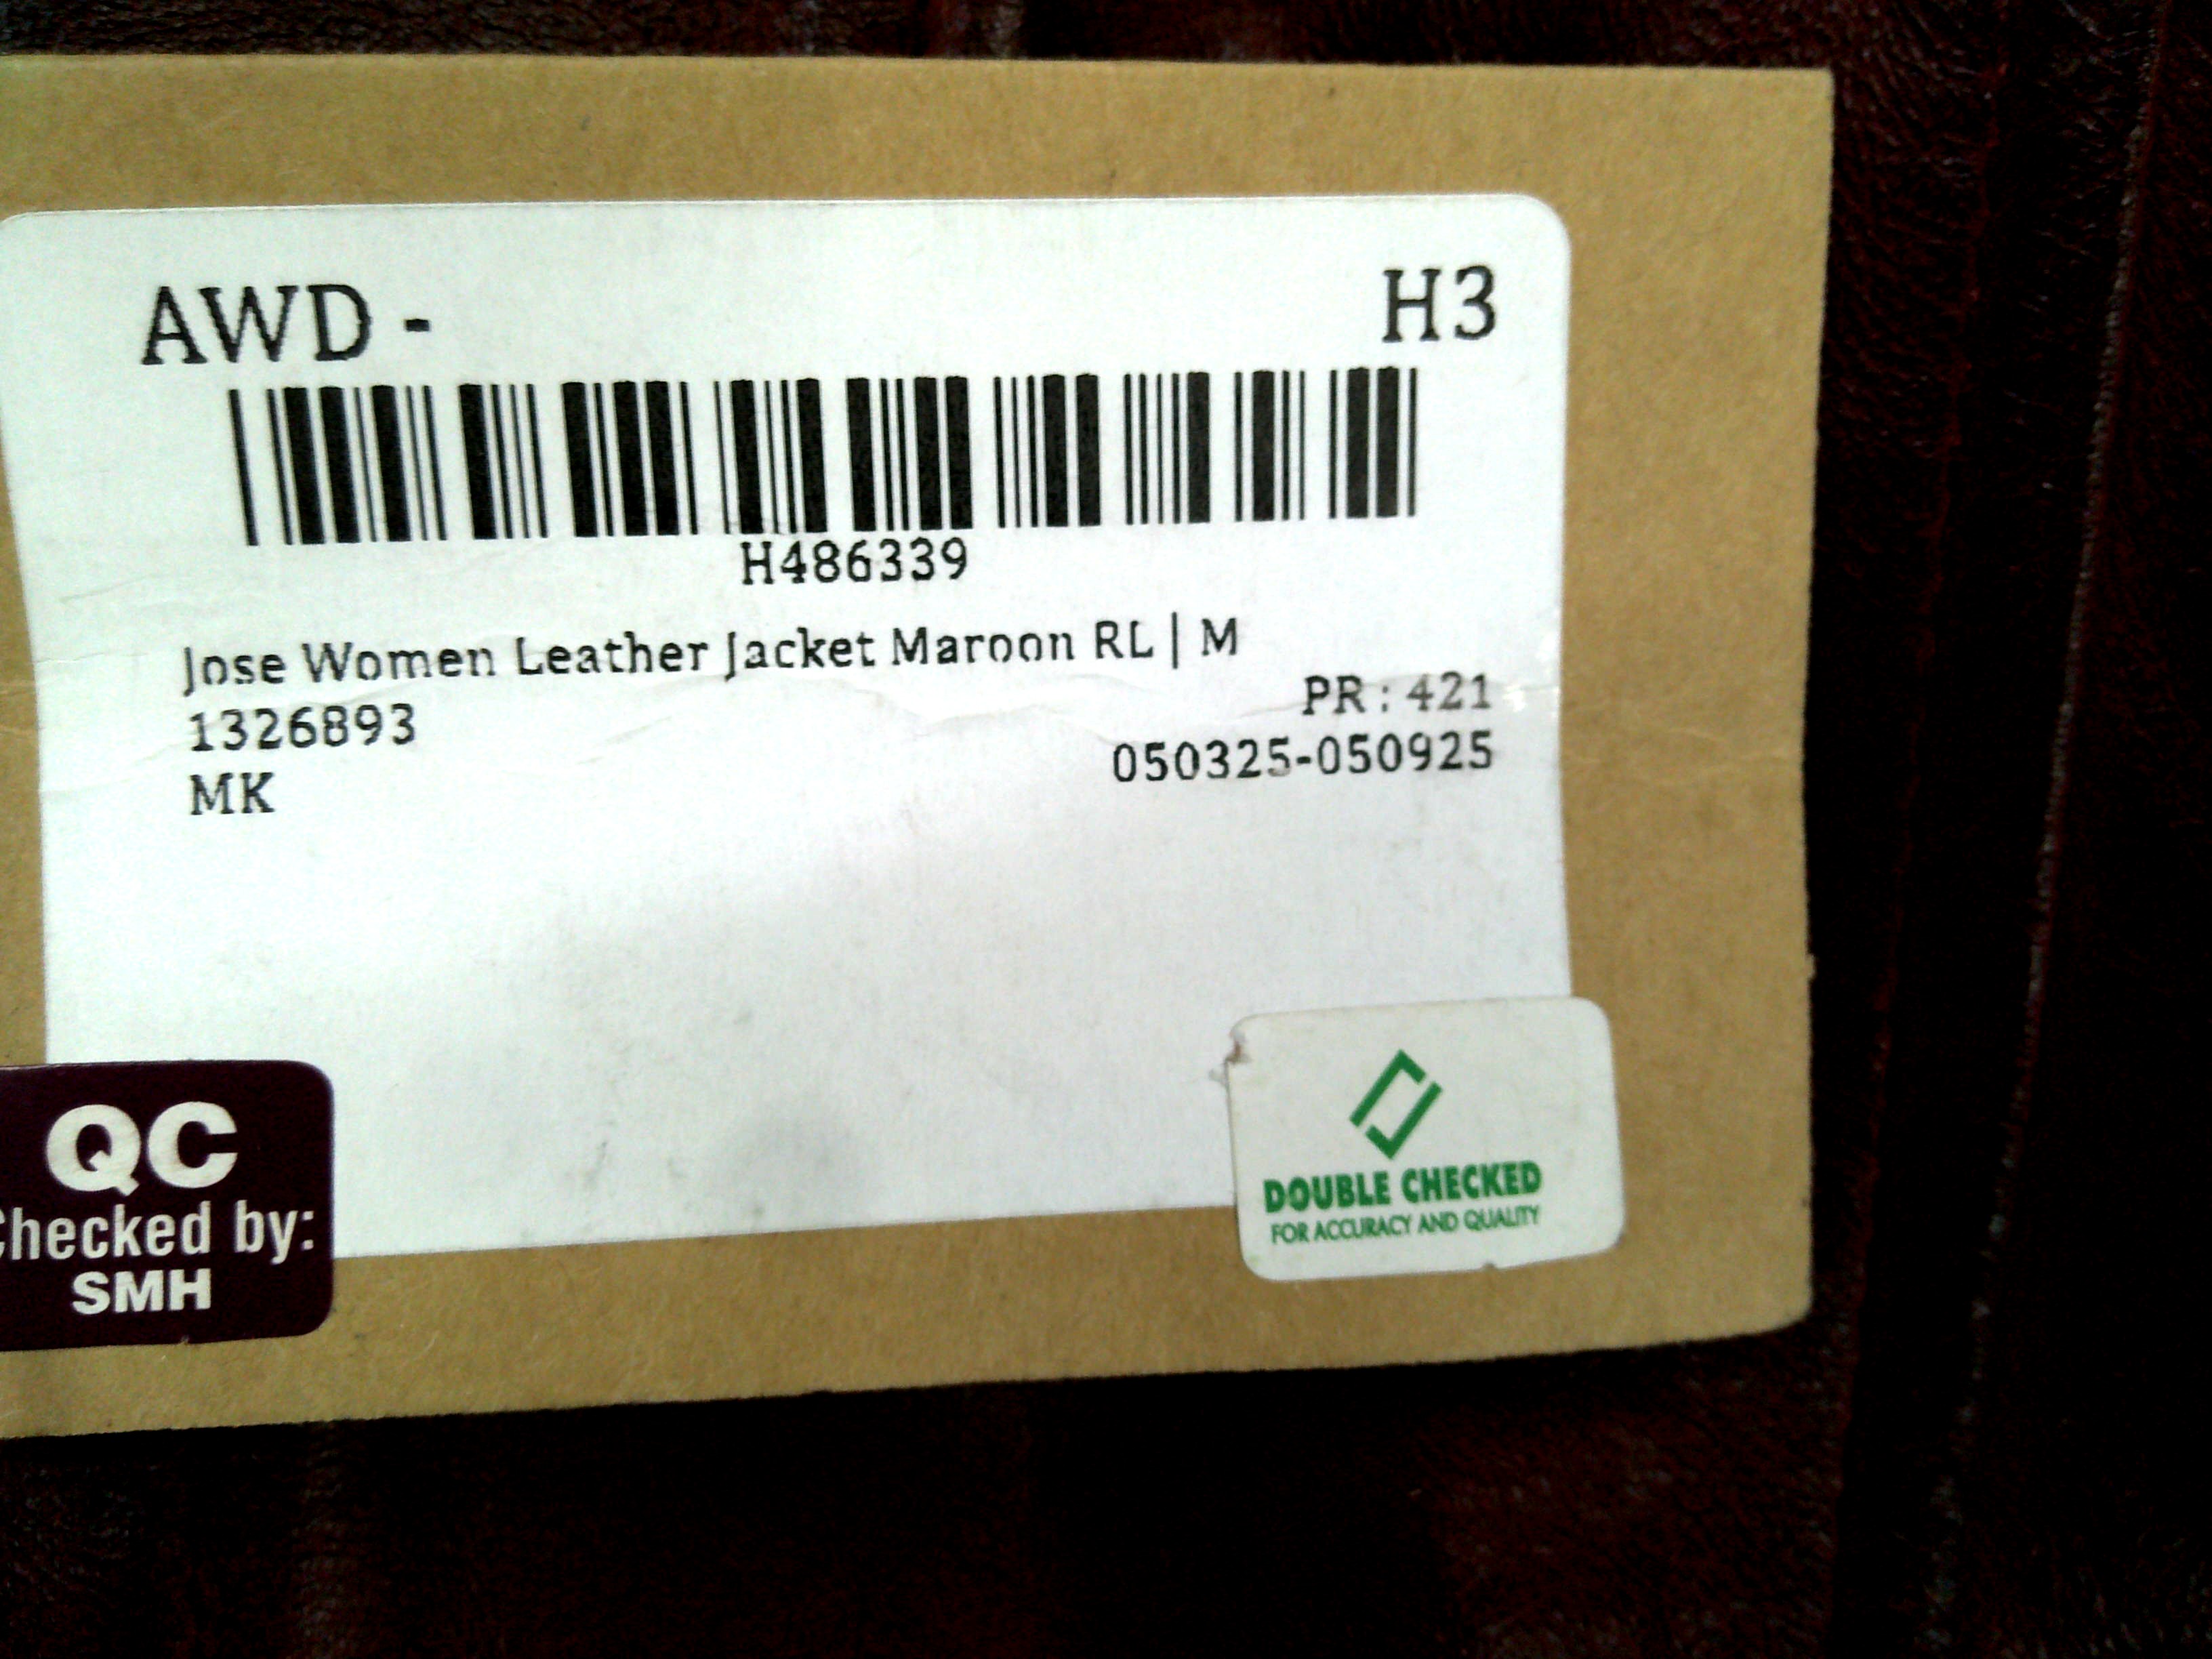 AWD - H3
H486339
Jose Women Leather Jacket Maroon RL | M
PR : 421
1326893
050325-050925
MK
QC
Checked by:
SMH
DOUBLE CHECKED
FOR ACCURACY AND QUALITY